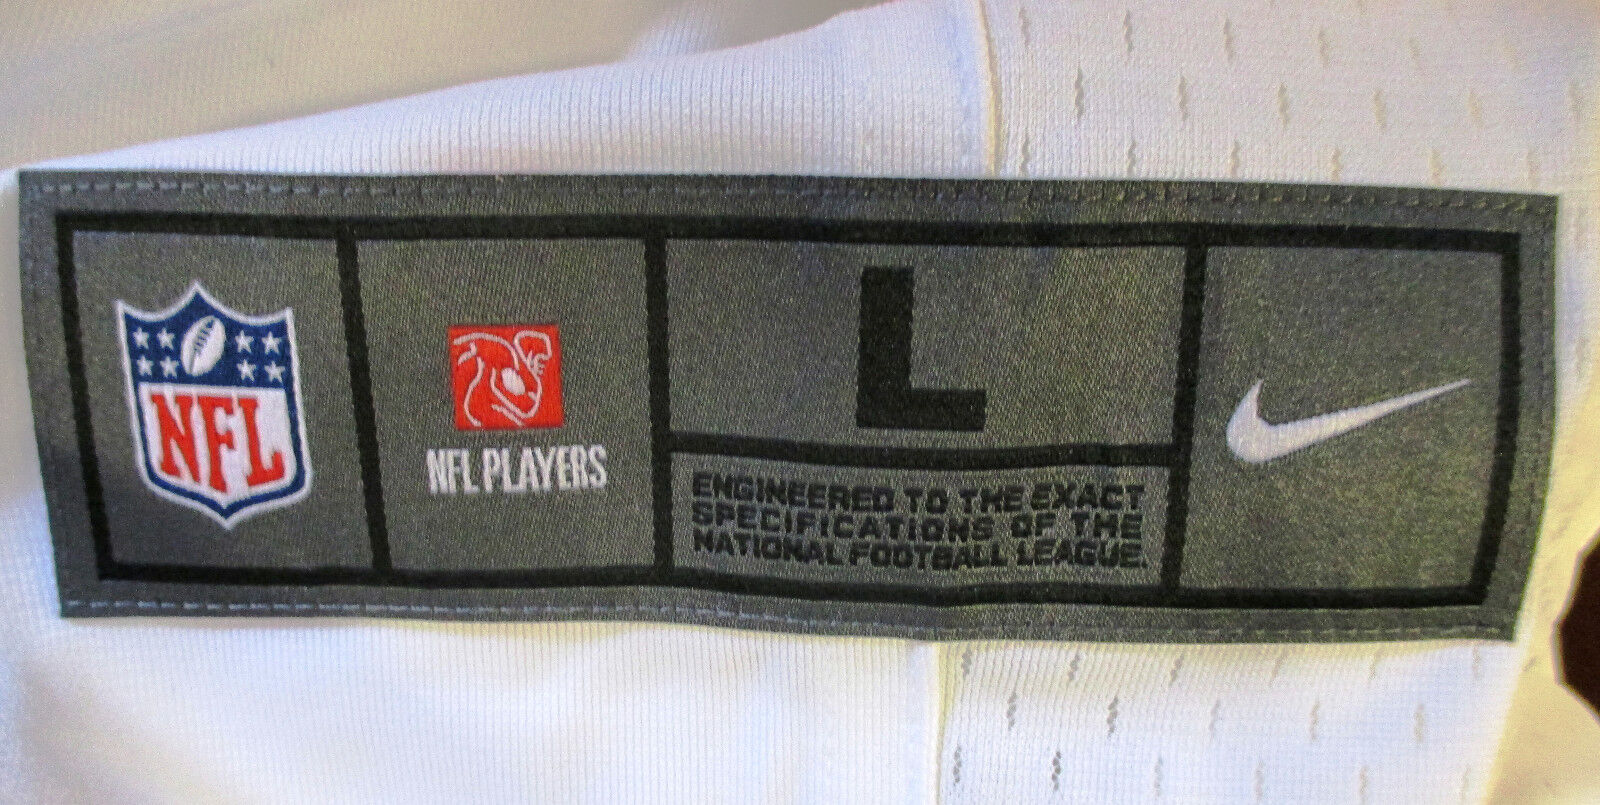 NFL
NFL PLAYERS
L
ENGINEERED TO THE EXACT
SPECIFICATIONS OF THE
NATIONAL FOOTBALL LEAGUE.